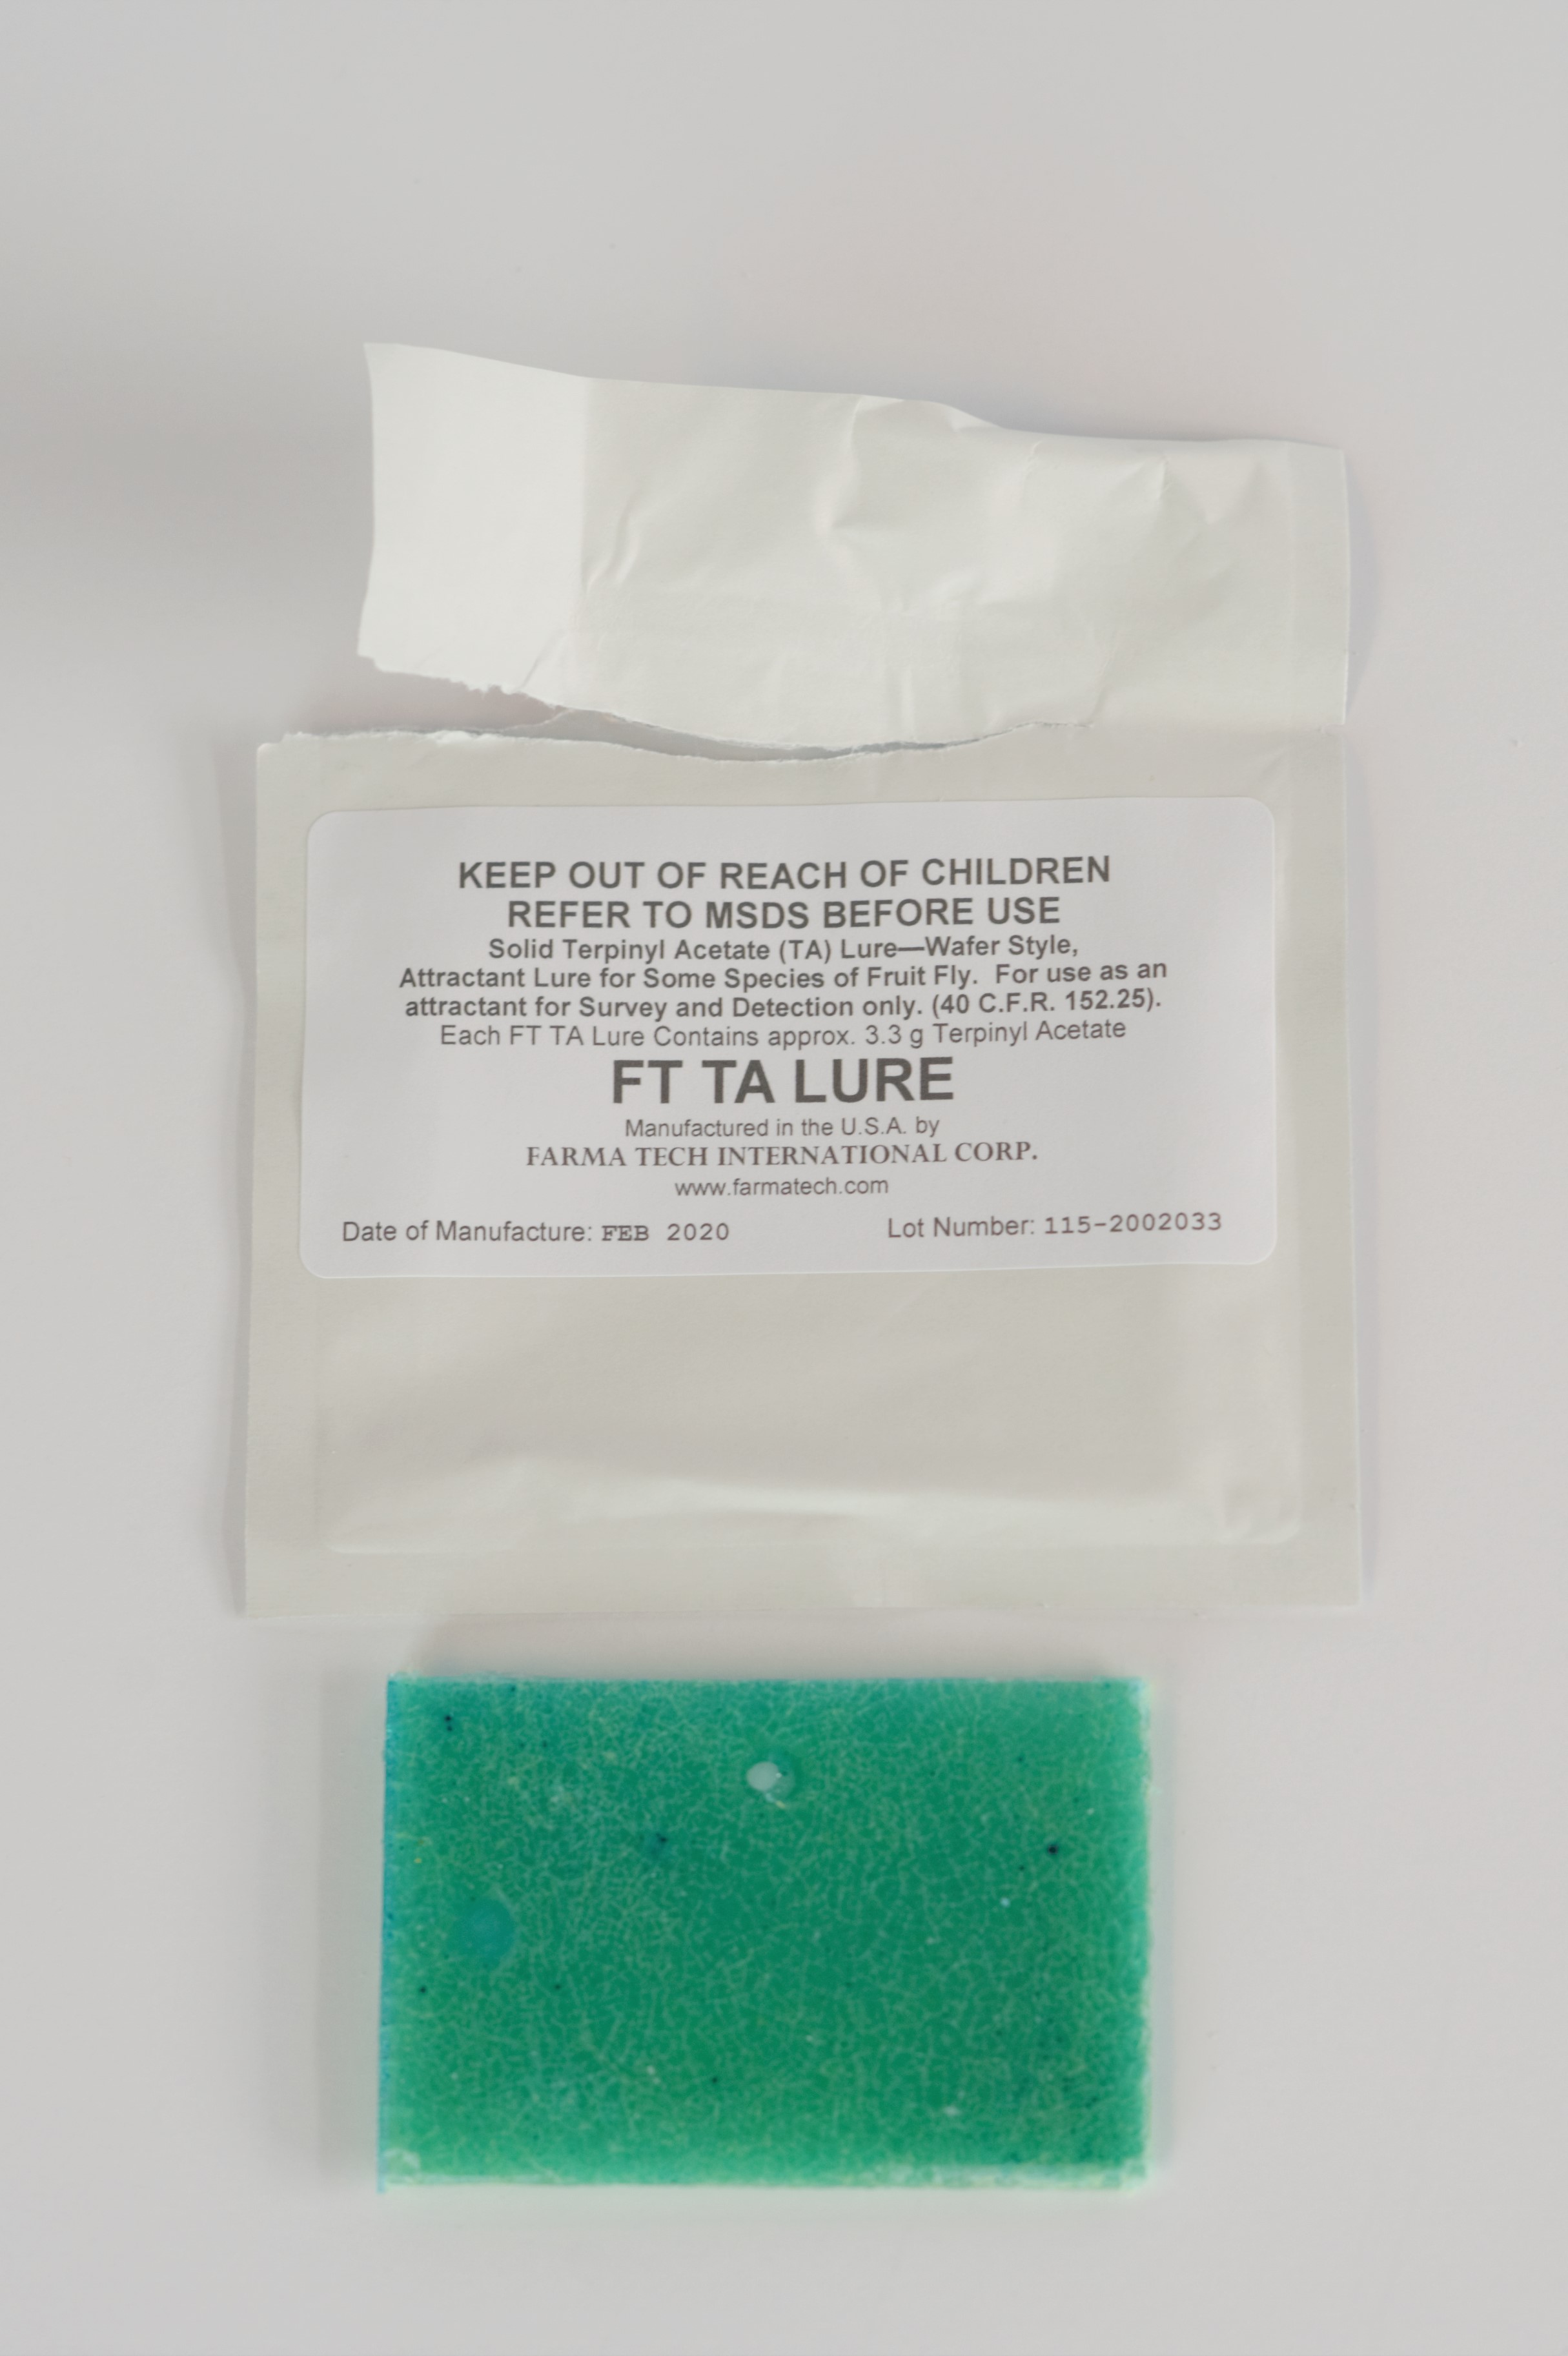 KEEP OUT OF REACH OF CHILDREN
REFER TO MSDS BEFORE USE
Solid Terpinyl Acetate (TA) Lure—Wafer Style,
Attractant Lure for Some Species of Fruit Fly.  For use as an
attractant for Survey and Detection only. (40 C.F.R. 152.25).
Each FT TA Lure Contains approx. 3.3 g Terpinyl Acetate
FT TA LURE
Manufactured in the U.S.A. by
FARMA TECH INTERNATIONAL CORP.
www.farmatech.com
Date of Manufacture: FEB 2020 Lot Number: 115-2002033